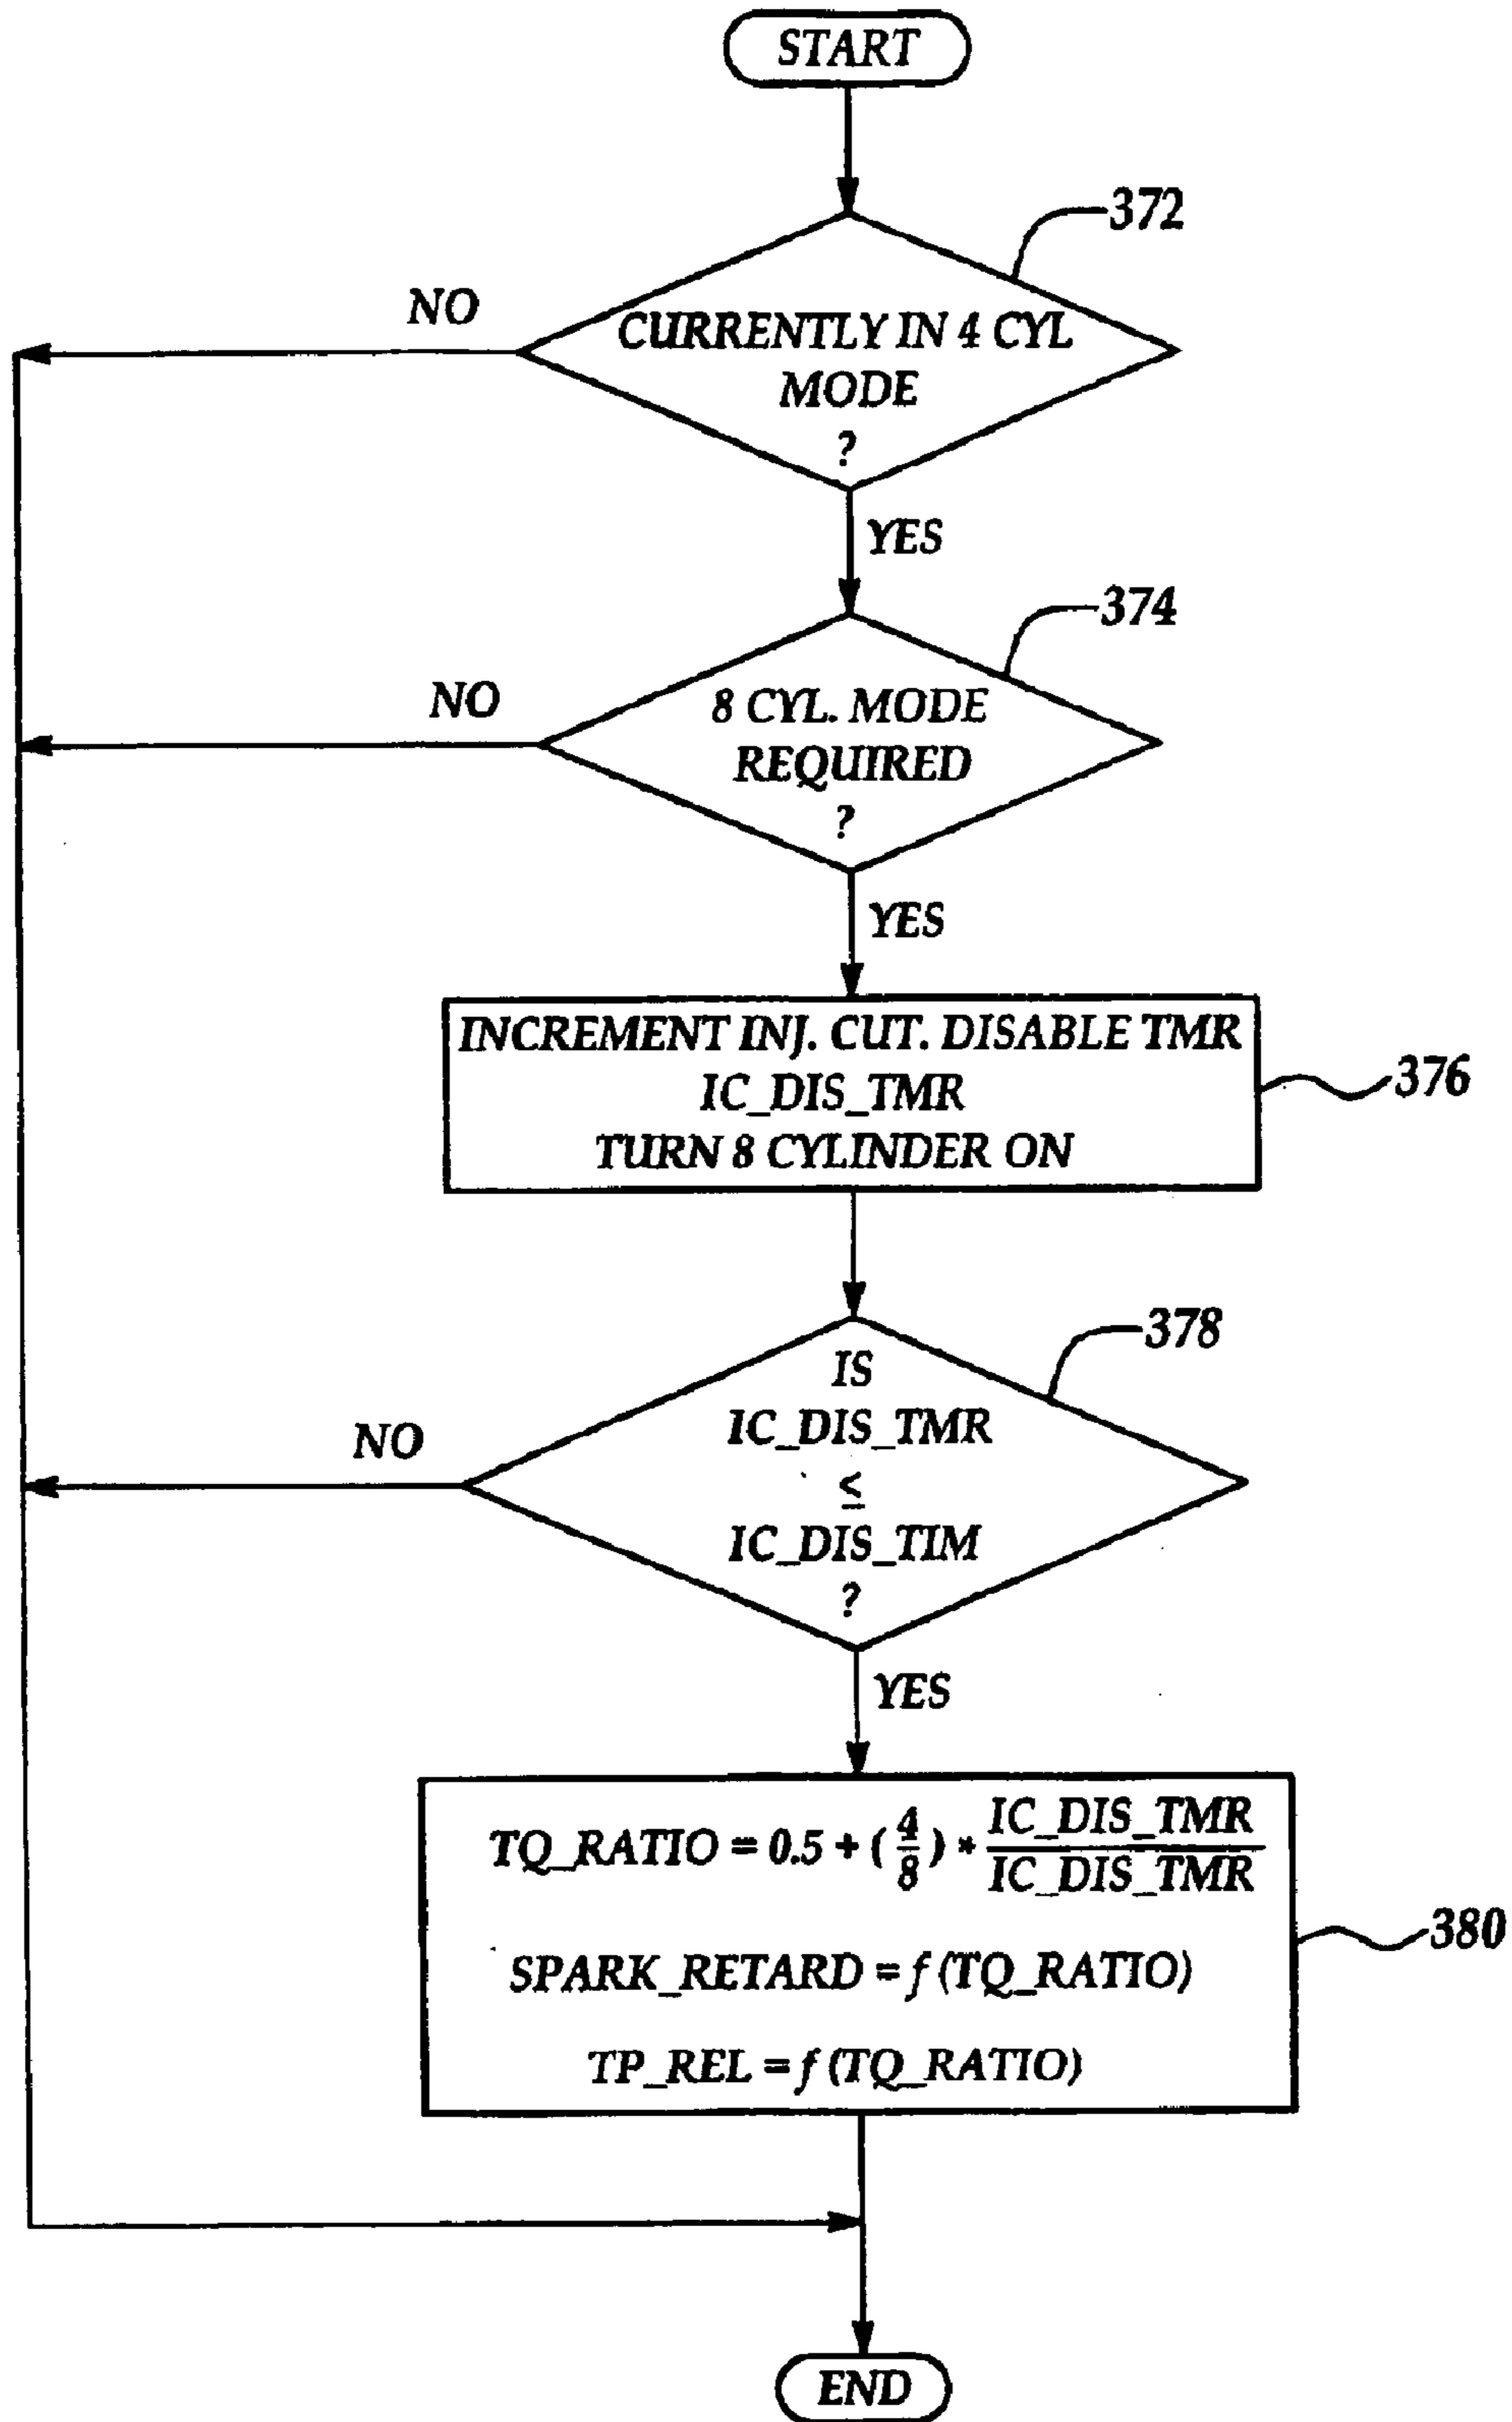 START
372
NO
CURRENTLY IN 4 CYL
MODE
?
YES
374
NO
8 CYL. MODE
REQUIRED
?
YES
INCREMENT INJ. CUT. DISABLE TMR
IC_DIS_TMR
TURN 8 CYLINDER ON
376
378
NO
IS
IC_DIS_TMR
≤
IC_DIS_TIM
?
YES
TQ_RATIO = 0.5 + (4/8) * IC_DIS_TMR/IC_DIS_TMR
SPARK_RETARD = f (TQ_RATIO)
TP_REL = f (TQ_RATIO)
380
END